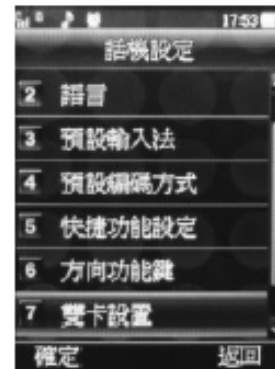 17:53
話機設定
2 語言
3 預設輸入法
4 預設編碼方式
5 快捷功能設定
6 方向功能鍵
7 雙卡設置
確定 返回